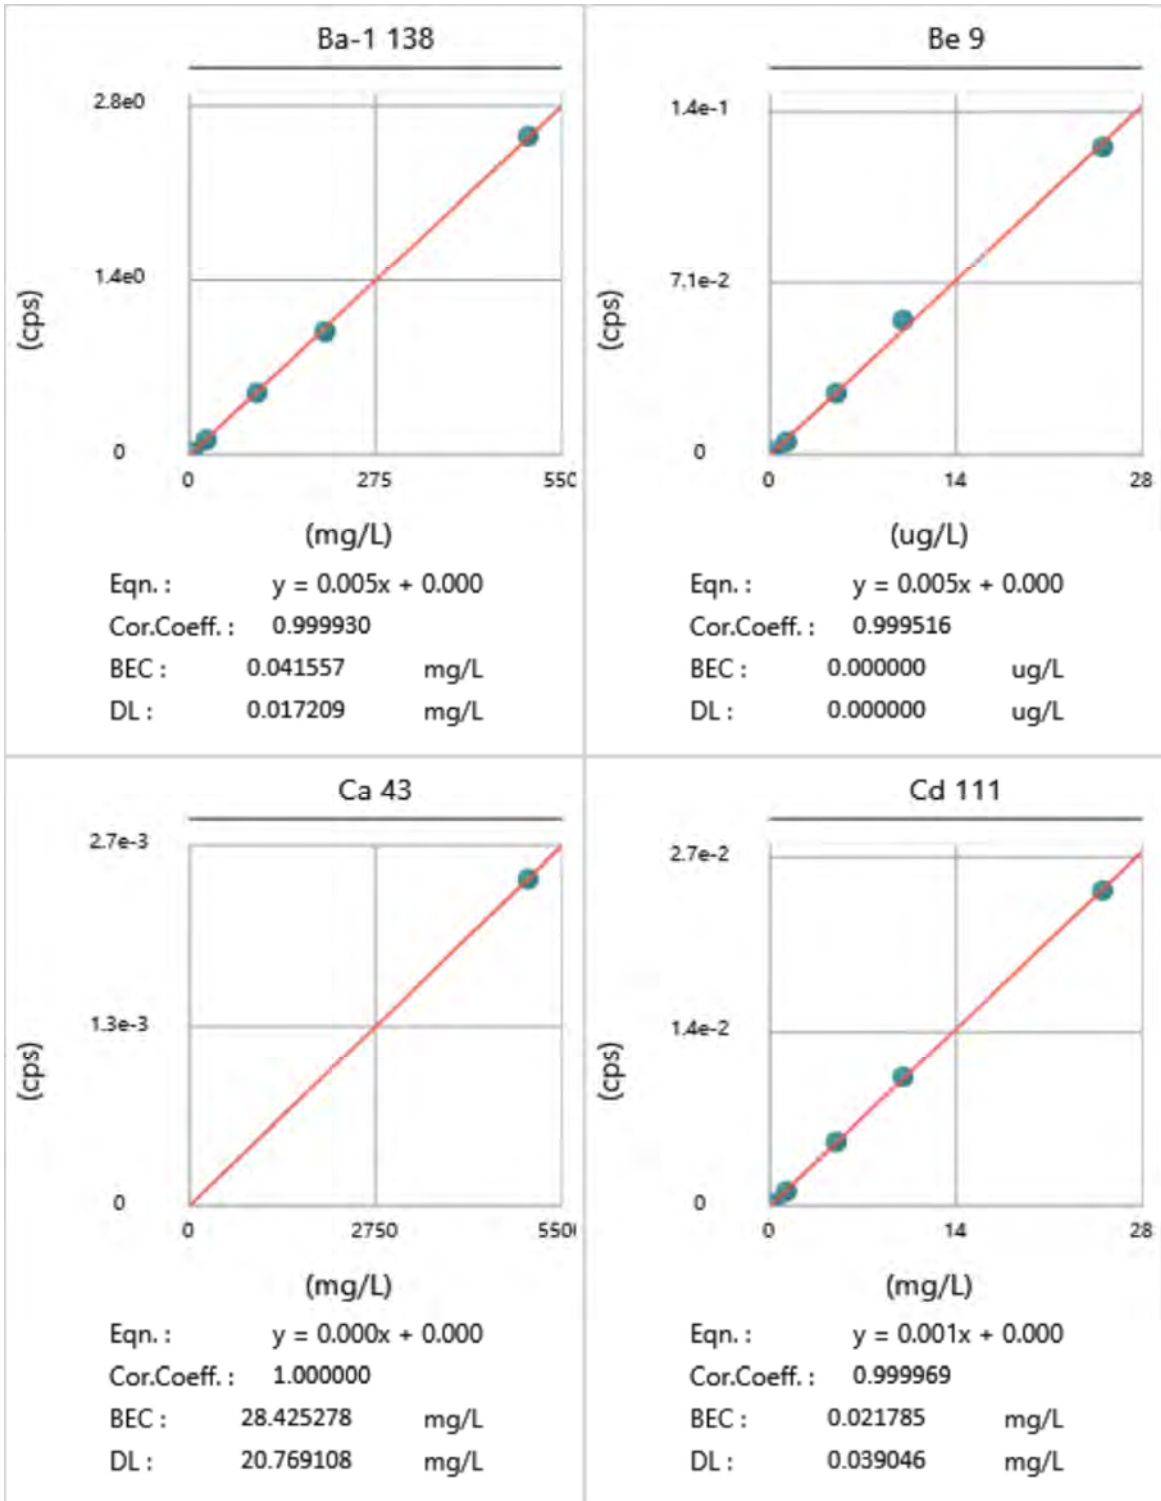 Ba-1 138
2.8e0
1.4e0
0
(cps)
0 275 550
(mg/L)
Eqn. : y = 0.005x + 0.000
Cor.Coeff. : 0.999930
BEC : 0.041557 mg/L
DL : 0.017209 mg/L
Be 9
1.4e-1
7.1e-2
0
(cps)
0 14 28
(ug/L)
Eqn. : y = 0.005x + 0.000
Cor.Coeff. : 0.999516
BEC : 0.000000 ug/L
DL : 0.000000 ug/L
Ca 43
2.7e-3
1.3e-3
0
(cps)
0 2750 550
(mg/L)
Eqn. : y = 0.000x + 0.000
Cor.Coeff. : 1.000000
BEC : 28.425278 mg/L
DL : 20.769108 mg/L
Cd 111
2.7e-2
1.4e-2
0
(cps)
0 14 28
(mg/L)
Eqn. : y = 0.001x + 0.000
Cor.Coeff. : 0.999969
BEC : 0.021785 mg/L
DL : 0.039046 mg/L